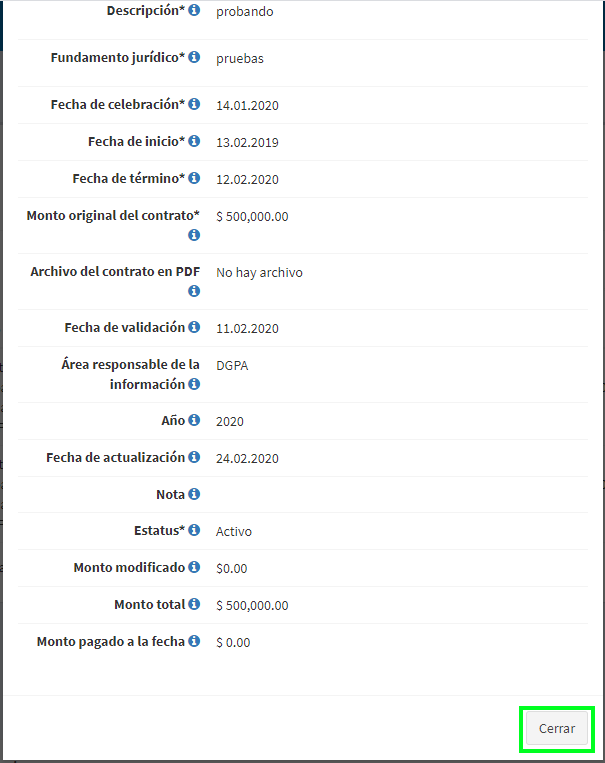 Descripción* probando
Fundamento jurídico* pruebas
Fecha de celebración* 14.01.2020
Fecha de inicio* 13.02.2019
Fecha de término* 12.02.2020
Monto original del contrato* $ 500,000.00
Archivo del contrato en PDF No hay archivo
Fecha de validación 11.02.2020
Área responsable de la DGPA
información
Año 2020
Fecha de actualización 24.02.2020
Nota
Estatus* Activo
Monto modificado $0.00
Monto total $ 500,000.00
Monto pagado a la fecha $ 0.00
Cerrar